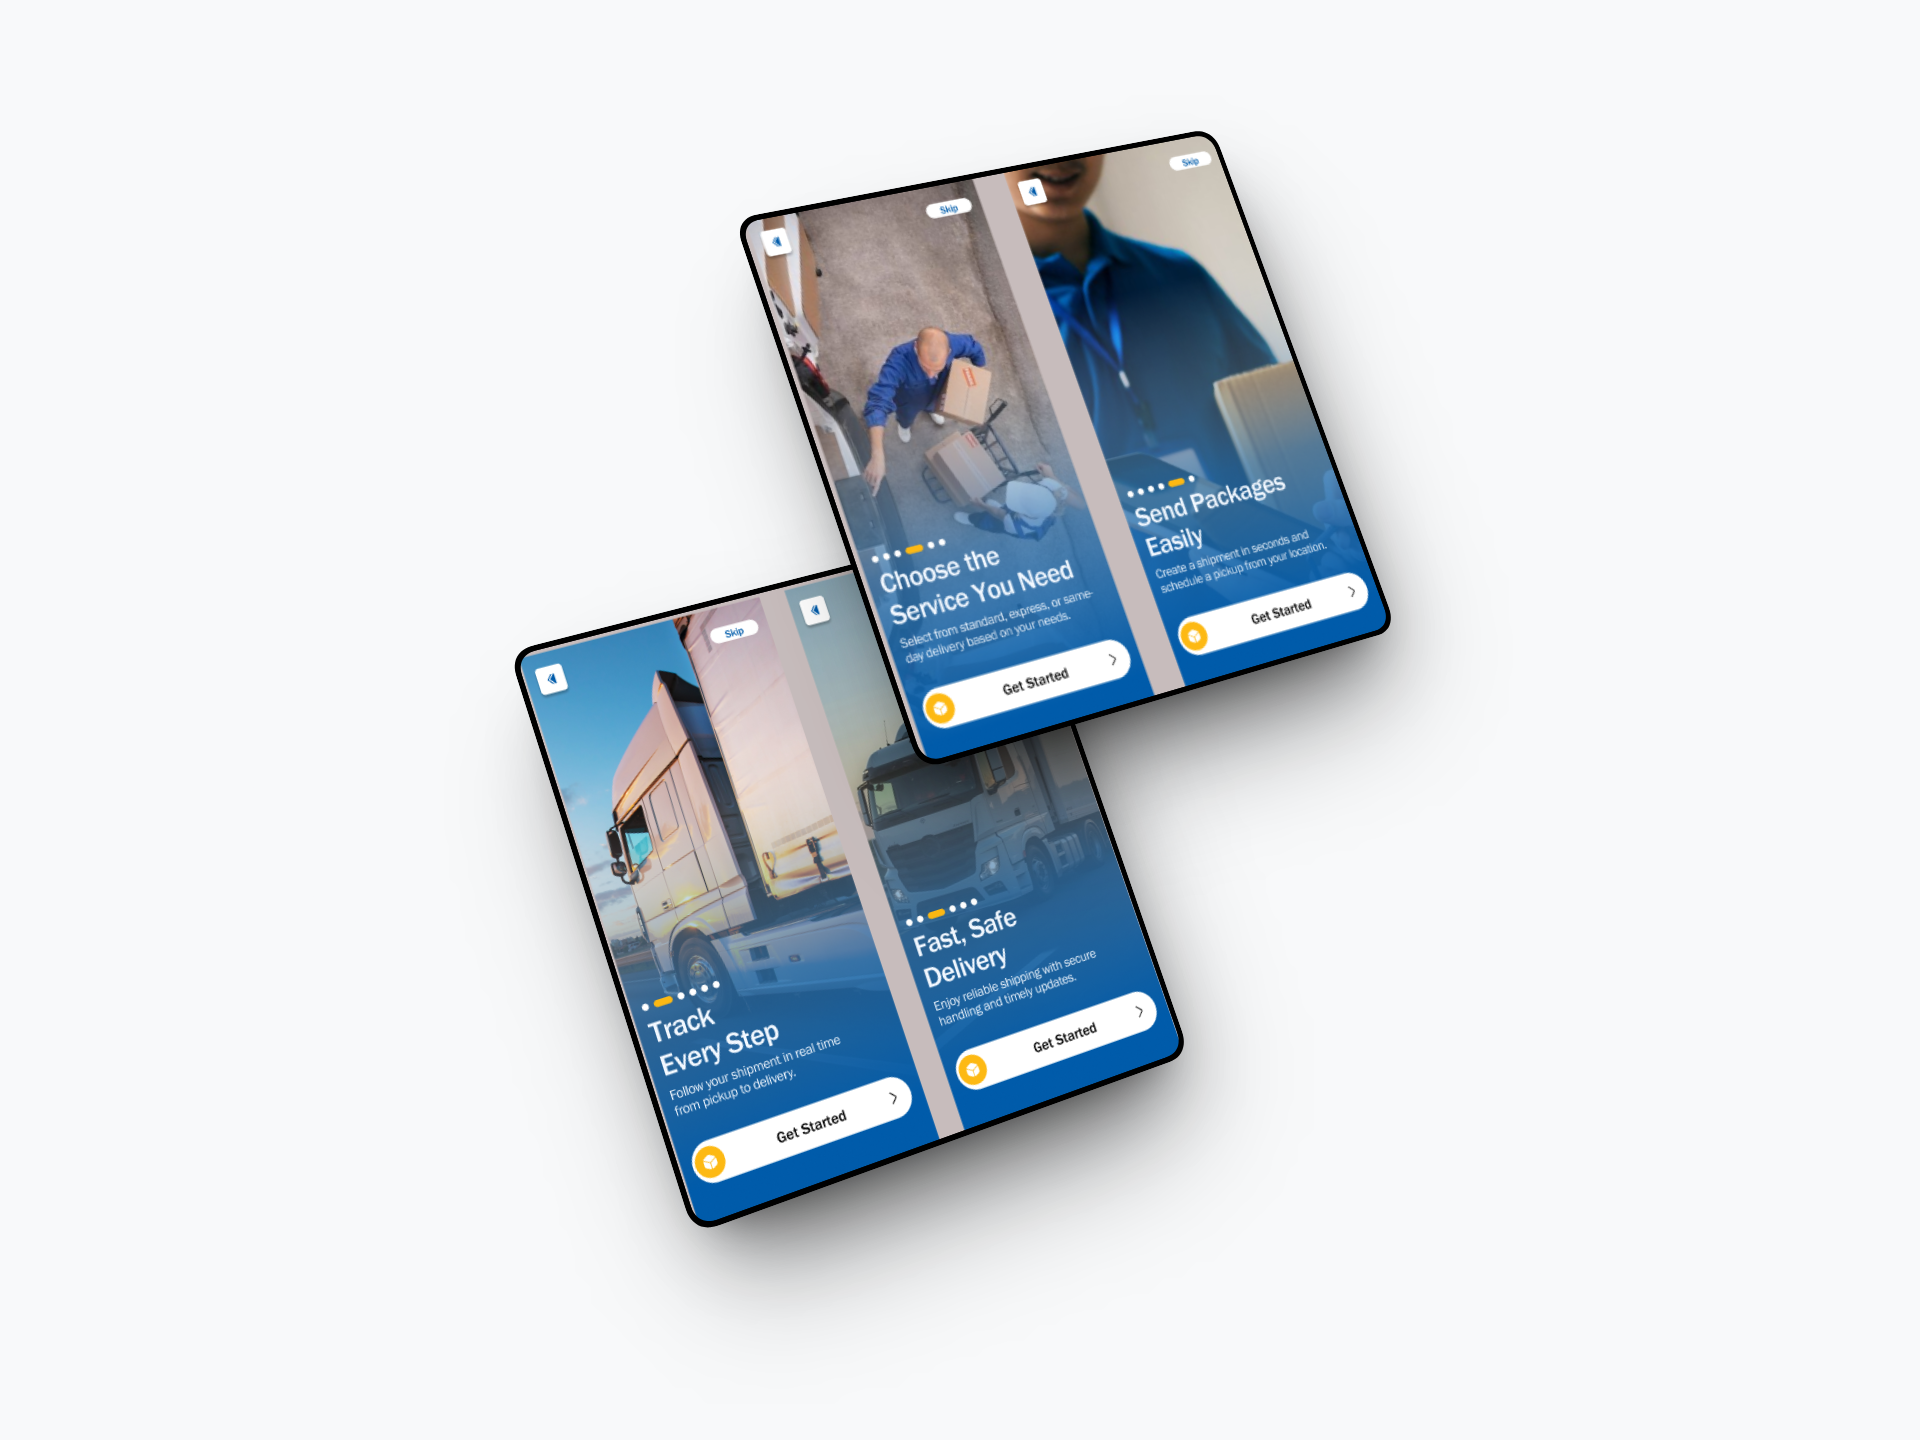 Skip
Choose the
Service You Need
Select from standard, express, or same-
day delivery based on your needs.
Get Started
Skip
Send Packages
Easily
Create a shipment in seconds and
schedule a pickup from your location.
Get Started
Skip
Track
Every Step
Follow your shipment in real time
from pickup to delivery.
Get Started
Fast, Safe
Delivery
Enjoy reliable shipping with secure
handling and timely updates.
Get Started